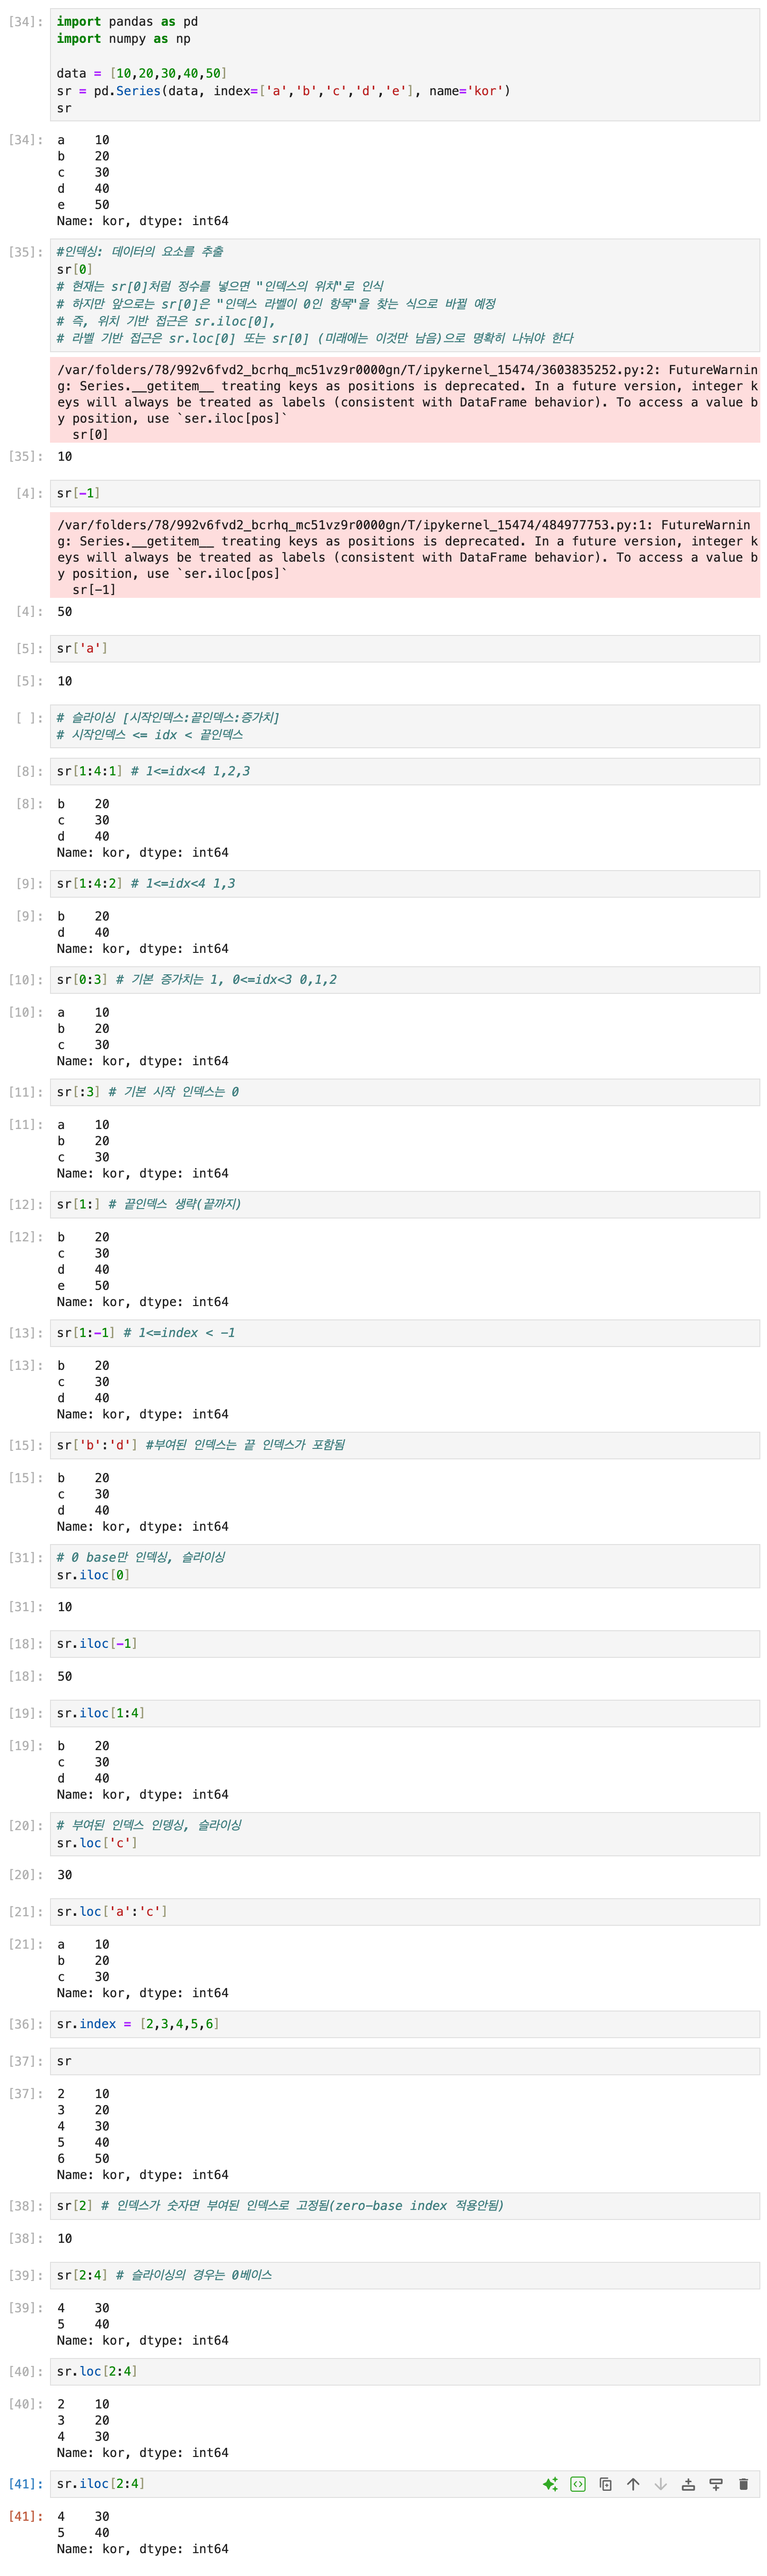 [34]: import pandas as pd
import numpy as np
data = [10,20,30,40,50]
sr = pd.Series(data, index=['a','b','c','d','e'], name='kor')
sr
[34]: a    10
b    20
c    30
d    40
e    50
Name: kor, dtype: int64
[35]: #인덱싱: 데이터의 요소를 추출
sr[0]
# 현재는 sr[0]처럼 정수를 넣으면 "인덱스의 위치"로 인식
# 하지만 앞으로는 sr[0]은 "인덱스 라벨이 0인 항목"을 찾는 식으로 바뀔 예정
# 즉, 위치 기반 접근은 sr.iloc[0],
# 라벨 기반 접근은 sr.loc[0] 또는 sr[0] (미래에는 이것만 남음)으로 명확히 나눠야 한다
/var/folders/78/992v6fvd2_bcrhq_mc51vz9r0000gn/T/ipykernel_15474/3603835252.py:2: FutureWarnin
g: Series.__getitem__ treating keys as positions is deprecated. In a future version, integer k
eys will always be treated as labels (consistent with DataFrame behavior). To access a value b
y position, use `ser.iloc[pos]`
sr[0]
[35]: 10
[4]: sr[-1]
/var/folders/78/992v6fvd2_bcrhq_mc51vz9r0000gn/T/ipykernel_15474/484977753.py:1: FutureWarnin
g: Series.__getitem__ treating keys as positions is deprecated. In a future version, integer k
eys will always be treated as labels (consistent with DataFrame behavior). To access a value b
y position, use `ser.iloc[pos]`
sr[-1]
[4]: 50
[5]: sr['a']
[5]: 10
[ ]: # 슬라이싱 [시작인덱스:끝인덱스:증가치]
# 시작인덱스 <= idx < 끝인덱스
[8]: sr[1:4:1] # 1<=idx<4 1,2,3
[8]: b    20
c    30
d    40
Name: kor, dtype: int64
[9]: sr[1:4:2] # 1<=idx<4 1,3
[9]: b    20
d    40
Name: kor, dtype: int64
[10]: sr[0:3] # 기본 증가치는 1, 0<=idx<3 0,1,2
[10]: a    10
b    20
c    30
Name: kor, dtype: int64
[11]: sr[:3] # 기본 시작 인덱스는 0
[11]: a    10
b    20
c    30
Name: kor, dtype: int64
[12]: sr[1:] # 끝인덱스 생략(끝까지)
[12]: b    20
c    30
d    40
e    50
Name: kor, dtype: int64
[13]: sr[1:-1] # 1<=index < -1
[13]: b    20
c    30
d    40
Name: kor, dtype: int64
[15]: sr['b':'d'] #부여된 인덱스는 끝 인덱스가 포함됨
[15]: b    20
c    30
d    40
Name: kor, dtype: int64
[31]: # 0 base만 인덱싱, 슬라이싱
sr.iloc[0]
[31]: 10
[18]: sr.iloc[-1]
[18]: 50
[19]: sr.iloc[1:4]
[19]: b    20
c    30
d    40
Name: kor, dtype: int64
[20]: # 부여된 인덱스 인뎅싱, 슬라이싱
sr.loc['c']
[20]: 30
[21]: sr.loc['a':'c']
[21]: a    10
b    20
c    30
Name: kor, dtype: int64
[36]: sr.index = [2,3,4,5,6]
[37]: sr
[37]: 2    10
3    20
4    30
5    40
6    50
Name: kor, dtype: int64
[38]: sr[2] # 인덱스가 숫자면 부여된 인덱스로 고정됨(zero-base index 적용안됨)
[38]: 10
[39]: sr[2:4] # 슬라이싱의 경우는 0베이스
[39]: 4    30
5    40
Name: kor, dtype: int64
[40]: sr.loc[2:4]
[40]: 2    10
3    20
4    30
Name: kor, dtype: int64
[41]: sr.iloc[2:4]
[41]: 4    30
5    40
Name: kor, dtype: int64